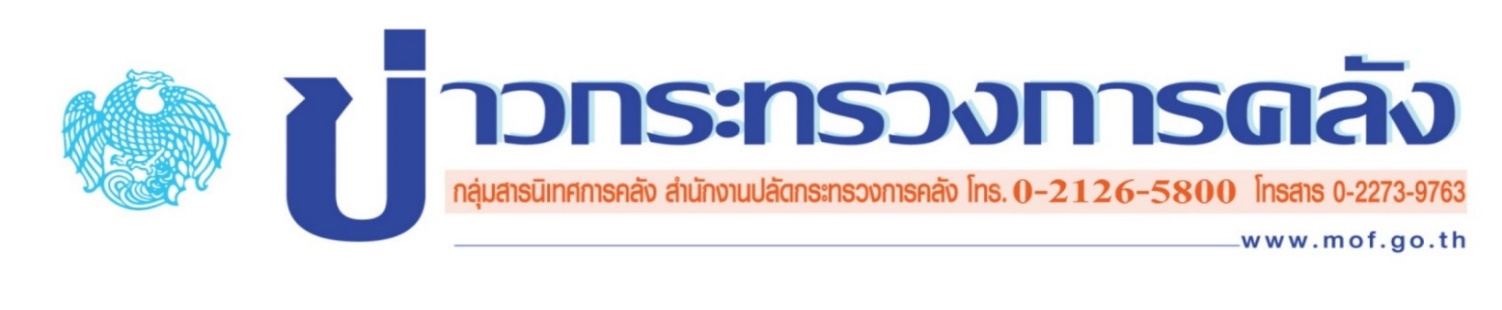 ข่าวกระทรวงการคลัง
กลุ่มสารนิเทศการคลัง สำนักงานปลัดกระทรวงการคลัง โทร. 0-2126-5800 โทรสาร 0-2273-9763
www.mof.go.th